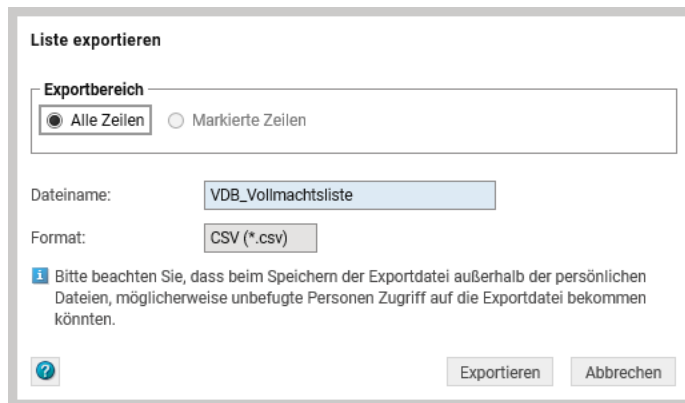 Liste exportieren
Exportbereich
Alle Zeilen Markierte Zeilen
Dateiname: VDB_Vollmachtsliste
Format: CSV (*.csv)
Bitte beachten Sie, dass beim Speichern der Exportdatei außerhalb der persönlichen
Dateien, möglicherweise unbefugte Personen Zugriff auf die Exportdatei bekommen
könnten.
Exportieren Abbrechen